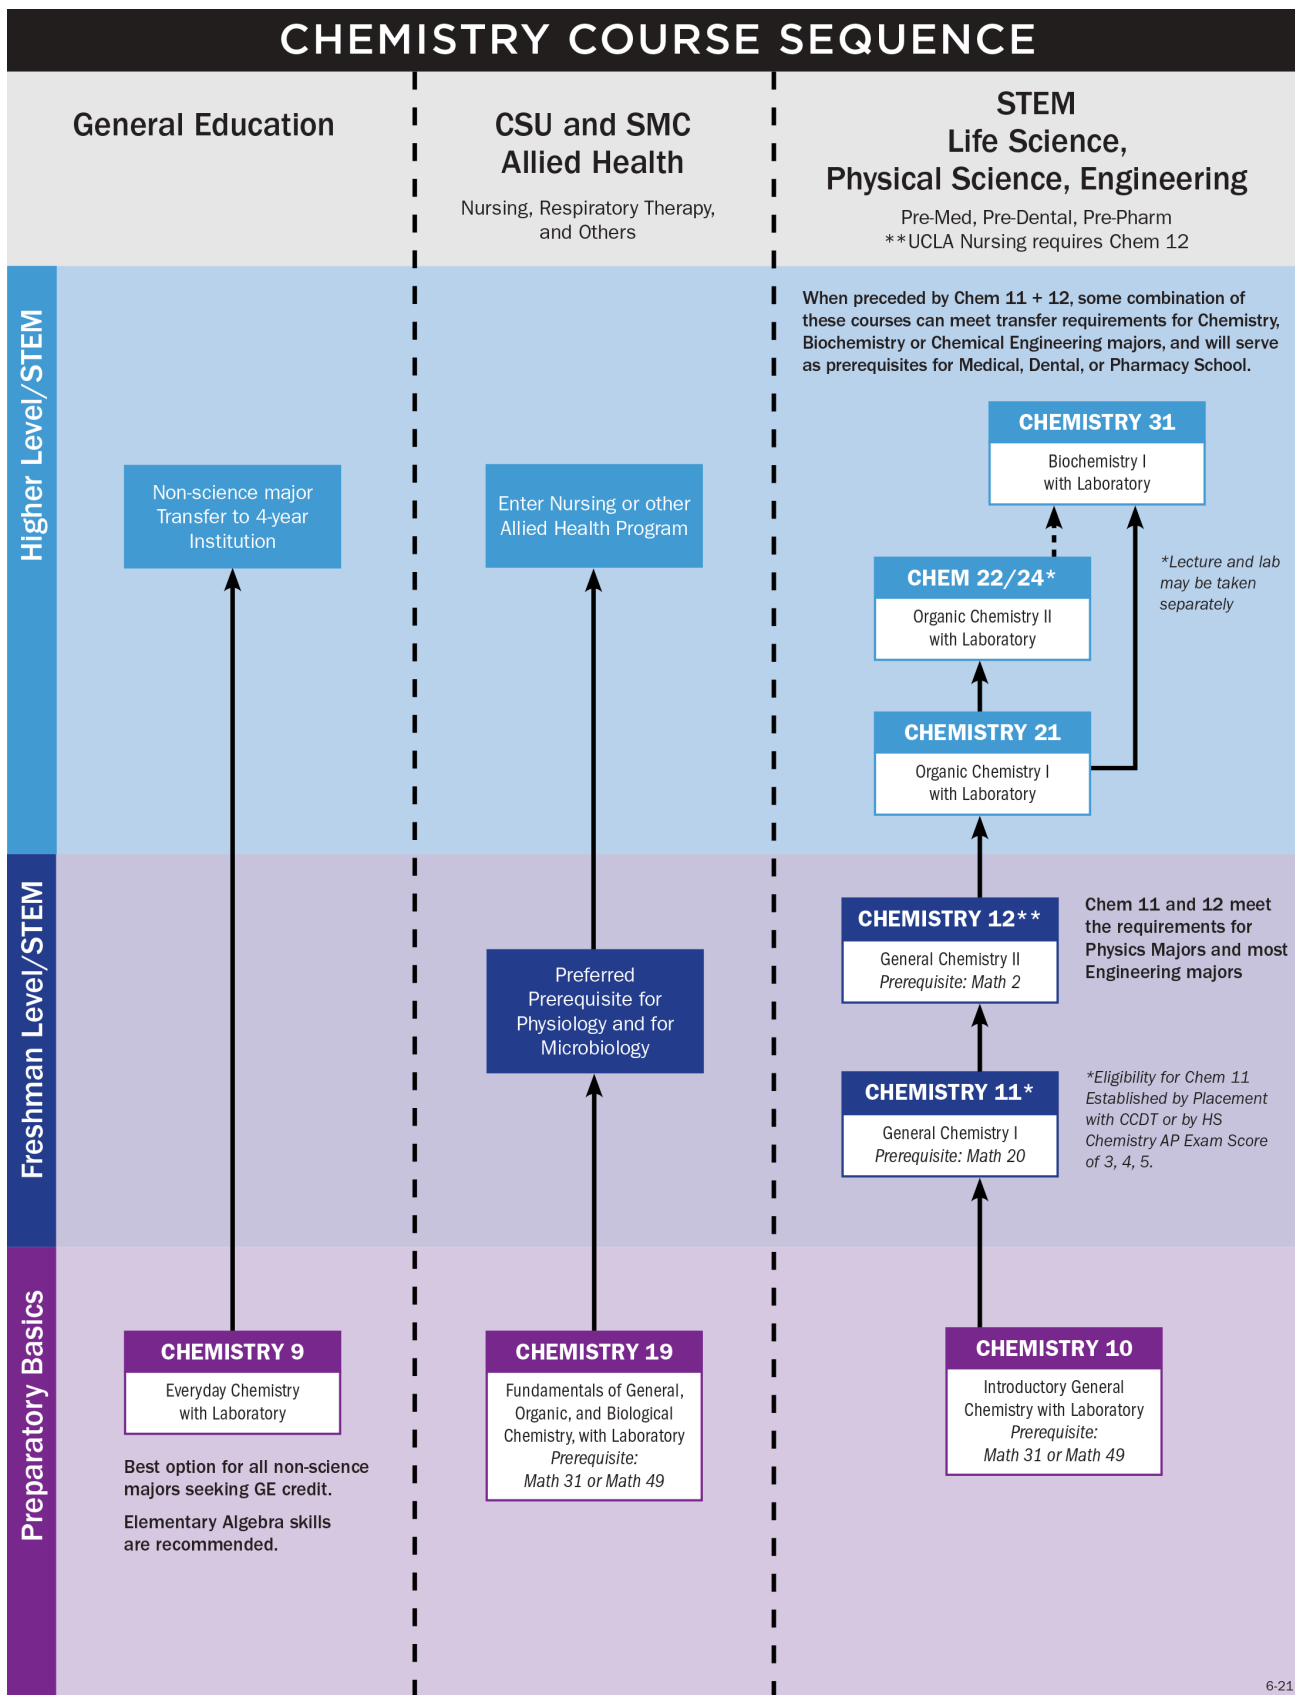 CHEMISTRY COURSE SEQUENCE
General Education
CSU and SMC
Allied Health
Nursing, Respiratory Therapy,
and Others
STEM
Life Science,
Physical Science, Engineering
Pre-Med, Pre-Dental, Pre-Pharm
**UCLA Nursing requires Chem 12
Higher Level/STEM
When preceded by Chem 11 + 12, some combination of
these courses can meet transfer requirements for Chemistry,
Biochemistry or Chemical Engineering majors, and will serve
as prerequisites for Medical, Dental, or Pharmacy School.
Non-science major
Transfer to 4-year
Institution
Enter Nursing or other
Allied Health Program
CHEMISTRY 31
Biochemistry I
with Laboratory
*Lecture and lab
may be taken
separately
CHEM 22/24*
Organic Chemistry II
with Laboratory
CHEMISTRY 21
Organic Chemistry I
with Laboratory
Freshman Level/STEM
Preferred
Prerequisite for
Physiology and for
Microbiology
CHEMISTRY 12**
General Chemistry II
Prerequisite: Math 2
Chem 11 and 12 meet
the requirements for
Physics Majors and most
Engineering majors
CHEMISTRY 11*
General Chemistry I
Prerequisite: Math 20
*Eligibility for Chem 11
Established by Placement
with CCDT or by HS
Chemistry AP Exam Score
of 3, 4, 5.
Preparatory Basics
CHEMISTRY 9
Everyday Chemistry
with Laboratory
Best option for all non-science
majors seeking GE credit.
Elementary Algebra skills
are recommended.
CHEMISTRY 19
Fundamentals of General,
Organic, and Biological
Chemistry, with Laboratory
Prerequisite:
Math 31 or Math 49
CHEMISTRY 10
Introductory General
Chemistry with Laboratory
Prerequisite:
Math 31 or Math 49
6-21